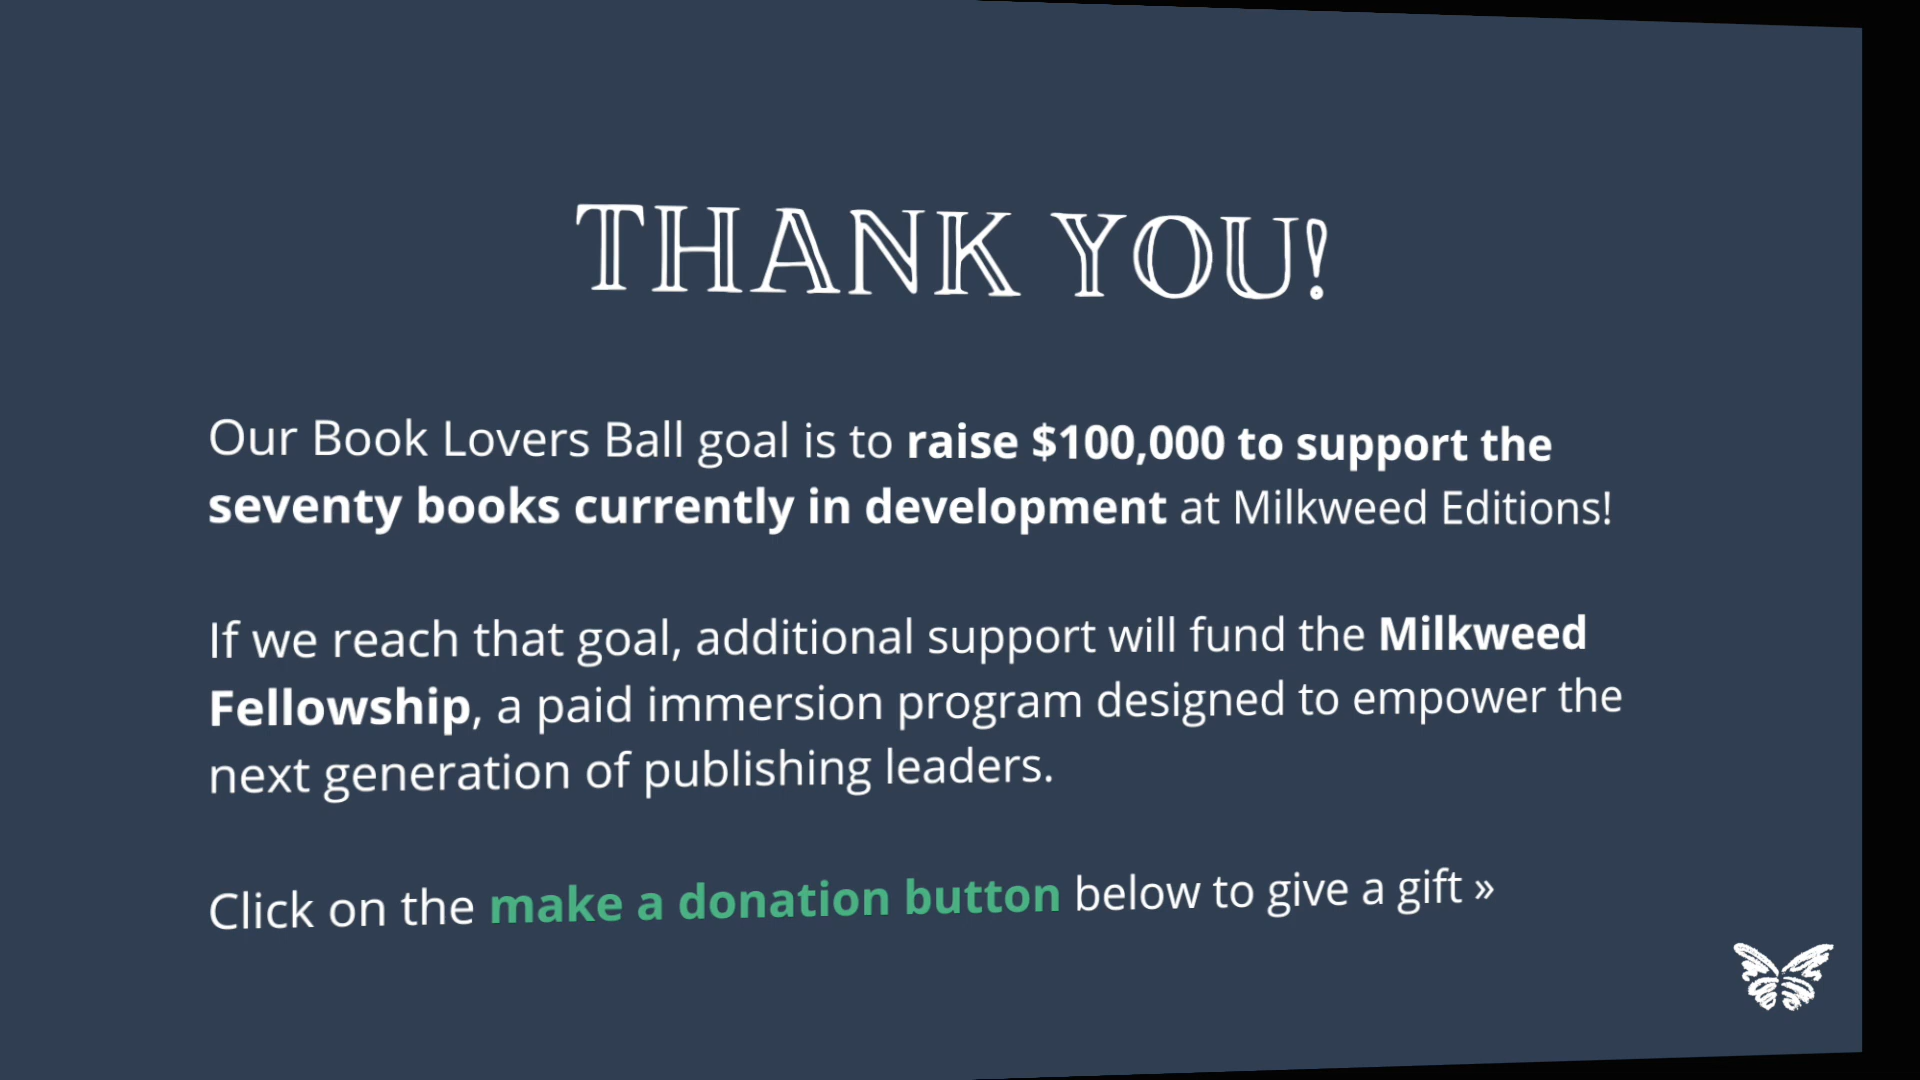 THANK YOU!
Our Book Lovers Ball goal is to raise $100,000 to support the
seventy books currently in development at Milkweed Editions!
If we reach that goal, additional support will fund the Milkweed
Fellowship, a paid immersion program designed to empower the
next generation of publishing leaders.
Click on the make a donation button below to give a gift »